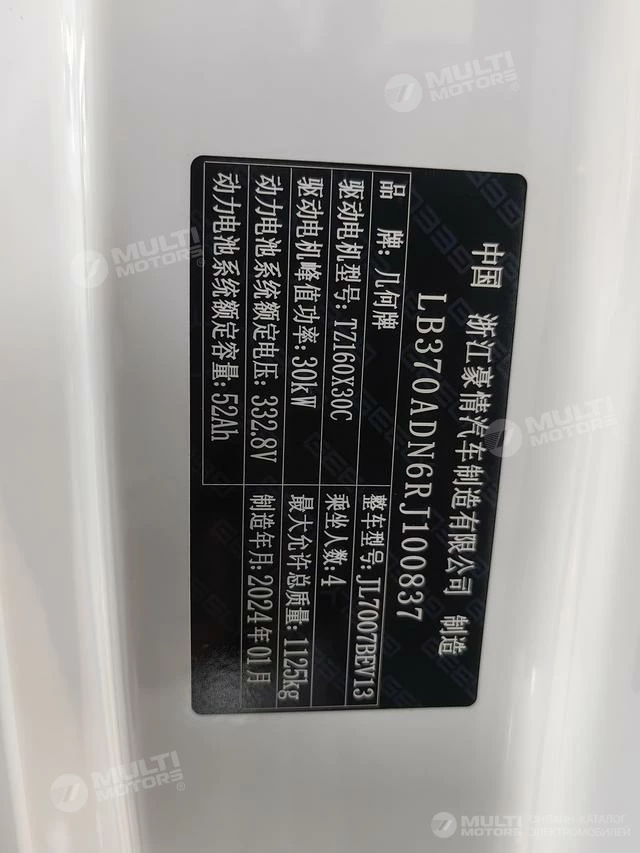 中国 浙江豪情汽车制造有限公司 制造
LB370ADN6RJ100837
品 牌:几何牌 整车型号:JL7007BEV13
驱动电机型号:TZ160X30C 乘坐人数:4
驱动电机峰值功率:30kW 最大允许总质量:1125kg
动力电池系统额定电压:332.8V 制造年月:2024年01月
动力电池系统额定容量:52Ah
MULTI
MOTORS
MULTI
MOTORS
MULTI
MOTORS
MULTI
MOTORS
MULTI
MOTORS
ОНЛАЙН-КАТАЛОГ
ЭЛЕКТРОМОБИЛЕЙ